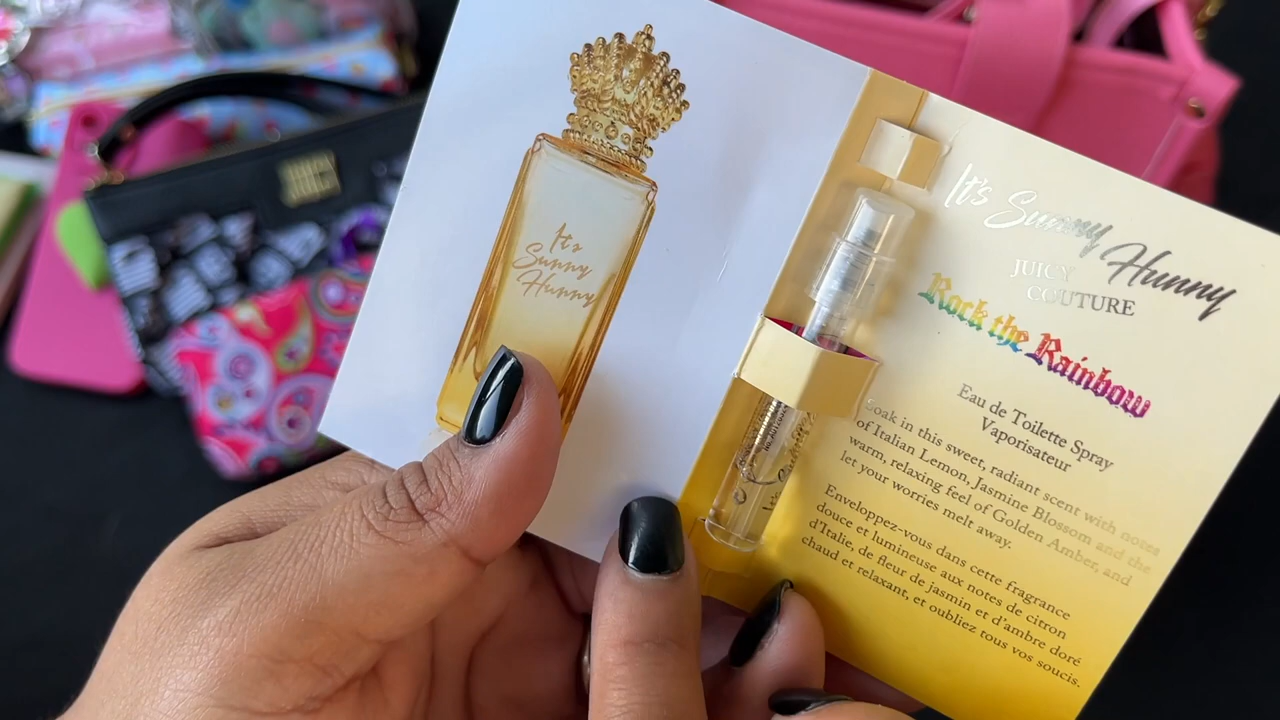 JUICY
It's
Sunny
Hunny
It's Sunny Hunny
JUICY
COUTURE
Rock the Rainbow
Eau de Toilette Spray
Vaporisateur
Soak in this sweet, radiant scent with notes
of Italian Lemon, Jasmine Blossom and the
warm, relaxing feel of Golden Amber, and
let your worries melt away.
Enveloppez-vous dans cette fragrance
douce et lumineuse aux notes de citron
d'Italie, de fleur de jasmin et d'ambre doré
chaud et relaxant, et oubliez tous vos soucis.